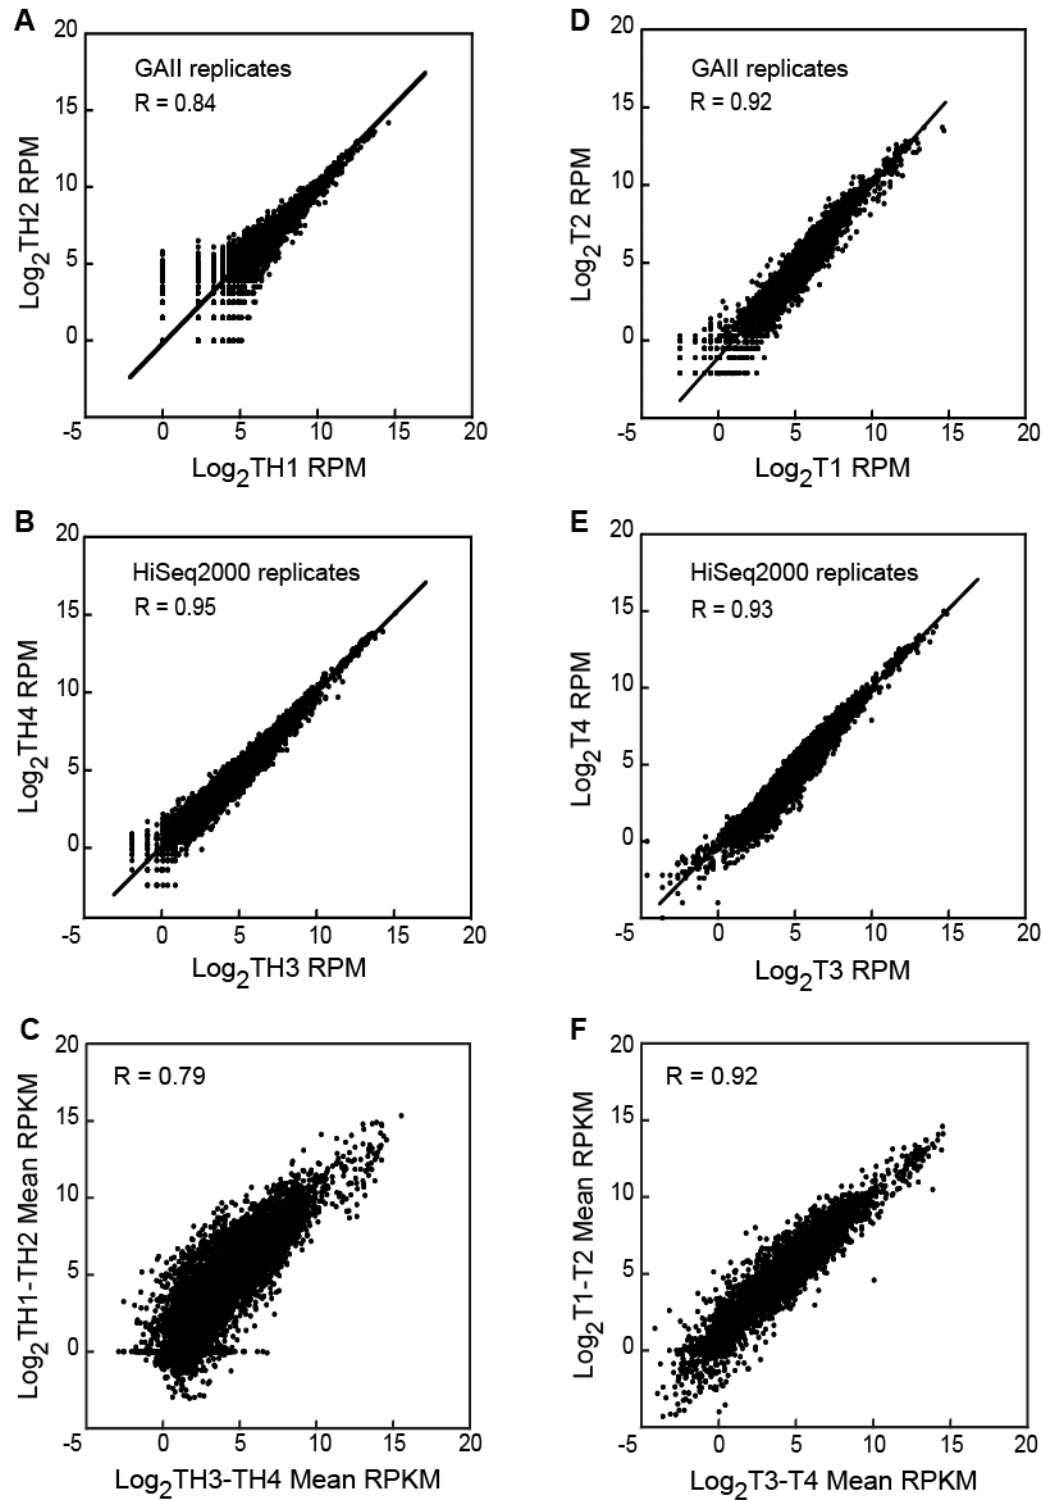 A
20
GAII replicates
R = 0.84
15
10
5
0
-5
0
5
10
15
20
Log2TH2 RPM
Log2TH1 RPM
D
20
GAII replicates
R = 0.92
15
10
5
0
-5
0
5
10
15
20
Log2T2 RPM
Log2T1 RPM
B
20
HiSeq2000 replicates
R = 0.95
15
10
5
0
-5
0
5
10
15
20
Log2TH4 RPM
Log2TH3 RPM
E
20
HiSeq2000 replicates
R = 0.93
15
10
5
0
-5
0
5
10
15
20
Log2T4 RPM
Log2T3 RPM
C
20
R = 0.79
15
10
5
0
-5
0
5
10
15
20
Log2TH1-TH2 Mean RPKM
Log2TH3-TH4 Mean RPKM
F
20
R = 0.92
15
10
5
0
-5
0
5
10
15
20
Log2T1-T2 Mean RPKM
Log2T3-T4 Mean RPKM